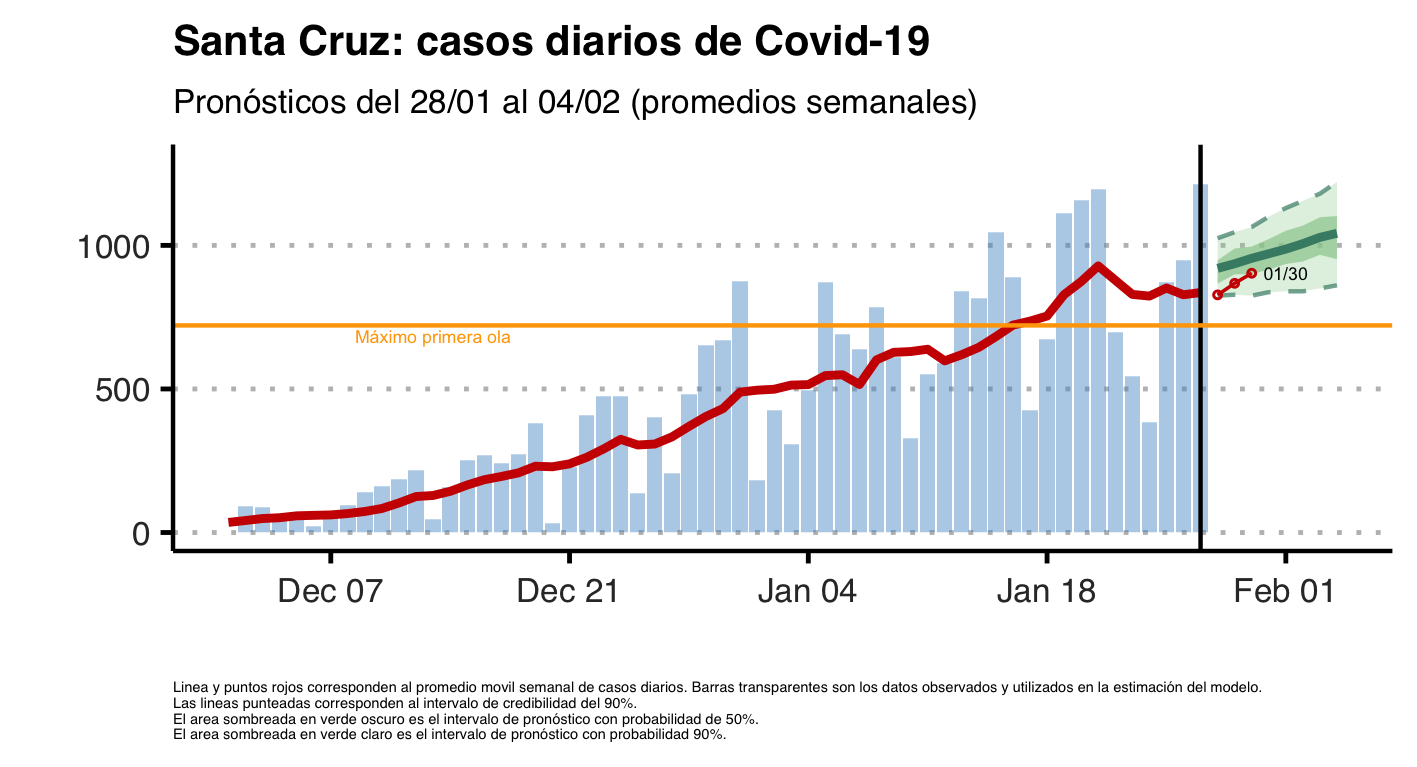 Santa Cruz: casos diarios de Covid-19
Pronósticos del 28/01 al 04/02 (promedios semanales)
1000
01/30
Máximo primera ola
500
0
Dec 07
Dec 21
Jan 04
Jan 18
Feb 01
Linea y puntos rojos corresponden al promedio movil semanal de casos diarios. Barras transparentes son los datos observados y utilizados en la estimación del modelo.
Las lineas punteadas corresponden al intervalo de credibilidad del 90%.
El area sombreada en verde oscuro es el intervalo de pronóstico con probabilidad de 50%.
El area sombreada en verde claro es el intervalo de pronóstico con probabilidad 90%.